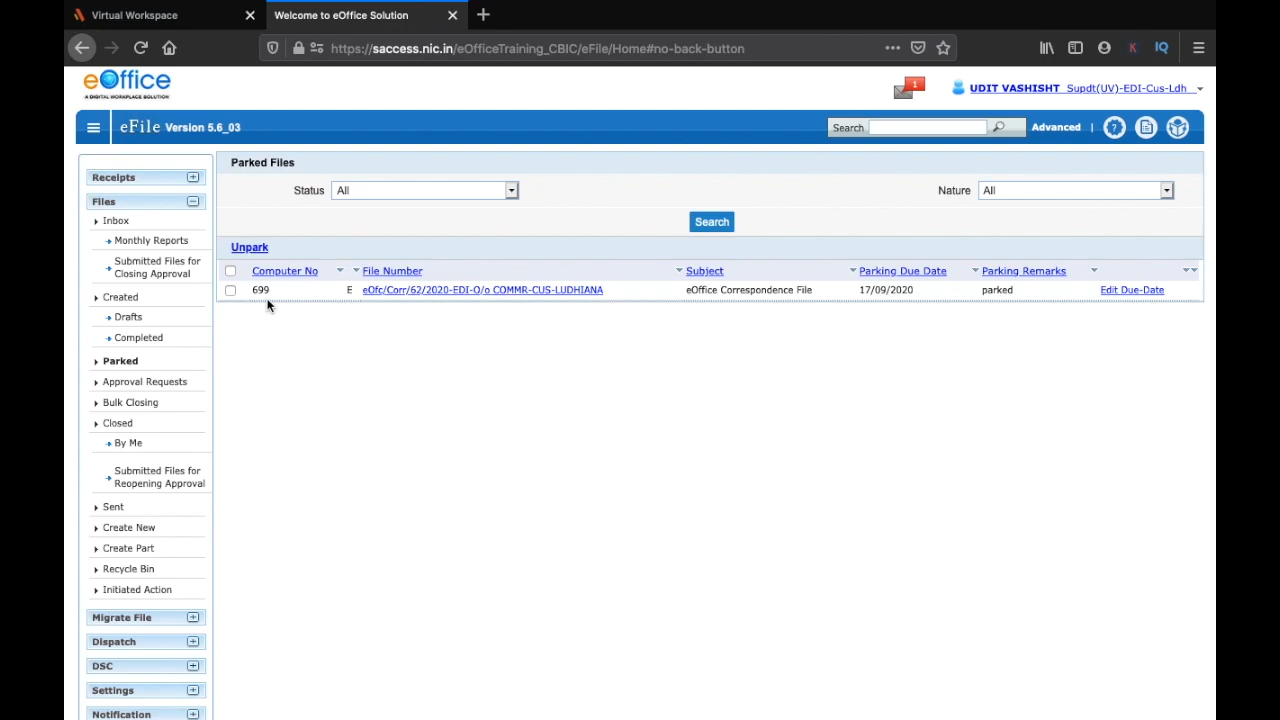 Virtual Workspace
Welcome to eOffice Solution
https://saccess.nic.in/eOfficeTraining_CBIC/eFile/Home#no-back-button
K
IQ
eOffice
A DIGITAL WORKPLACE SOLUTION
1
UDIT VASHISHT Supdt(UV)-EDI-Cus-Ldh
eFile Version 5.6_03
Search
Advanced | ?
Receipts
Files
Inbox
Monthly Reports
Submitted Files for
Closing Approval
Created
Drafts
Completed
Parked
Approval Requests
Bulk Closing
Closed
By Me
Submitted Files for
Reopening Approval
Sent
Create New
Create Part
Recycle Bin
Initiated Action
Migrate File
Dispatch
DSC
Settings
Notification
Parked Files
Status All Nature All
Search
Unpark
Computer No File Number Subject Parking Due Date Parking Remarks
699 E eOfc/Corr/62/2020-EDI-O/o COMMR-CUS-LUDHIANA eOffice Correspondence File 17/09/2020 parked Edit Due-Date